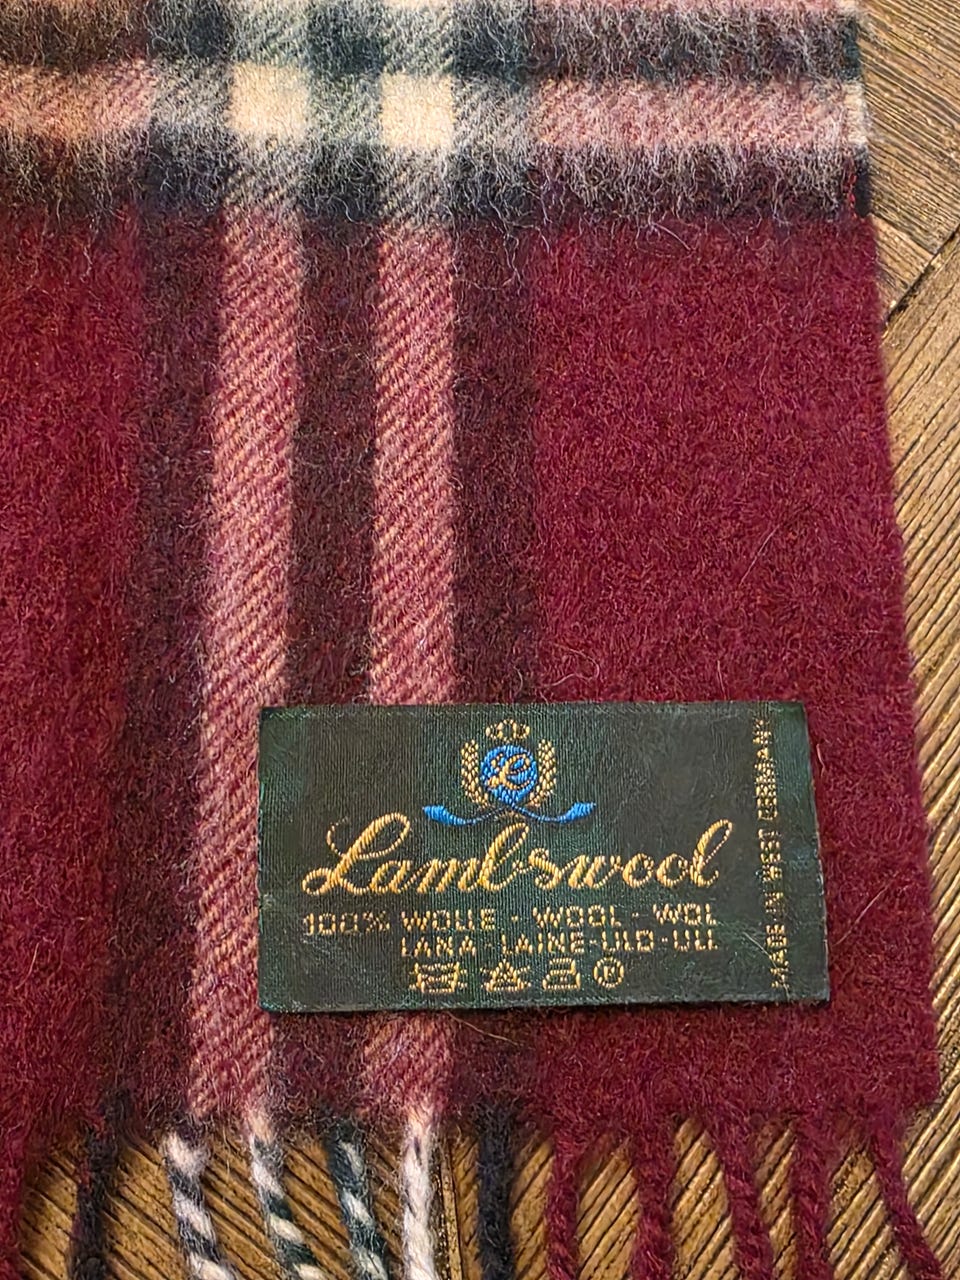 Lambswool
100% WOLLE - WOOL - WOL
LANA - LAINE - ULD - ULL
MADE IN WEST GERMANY